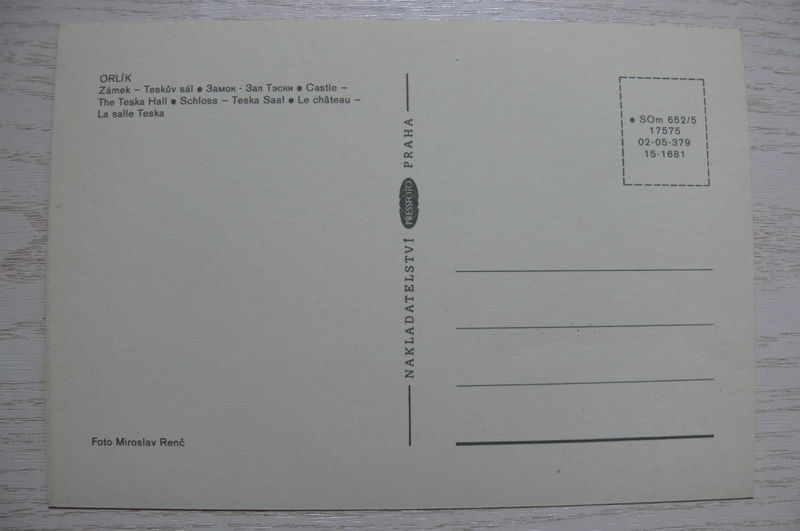 ORLÍK
Zámek – Teskův sál ● Замок - Зал Тэски ● Castle –
The Teska Hall ● Schloss – Teska Saal ● Le château –
La salle Teska
Foto Miroslav Renč
NAKLADATELSTVÍ PRESSFOTO PRAHA
● SOm 652/5
17575
02-05-379
15-1681